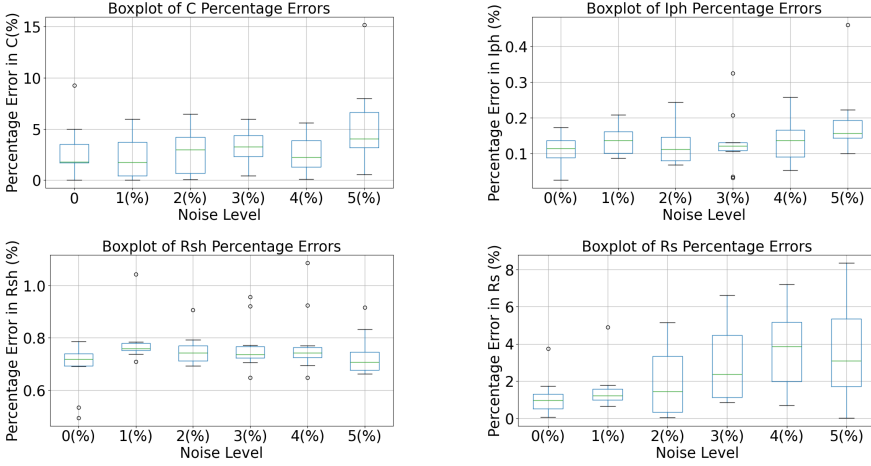 Boxplot of C Percentage Errors
Percentage Error in C(%)
15
10
5
0
0 1(%) 2(%) 3(%) 4(%) 5(%)
Noise Level
Boxplot of Iph Percentage Errors
Percentage Error in Iph (%)
0.4
0.3
0.2
0.1
0(%) 1(%) 2(%) 3(%) 4(%) 5(%)
Noise Level
Boxplot of Rsh Percentage Errors
Percentage Error in Rsh (%)
1.0
0.8
0.6
0(%) 1(%) 2(%) 3(%) 4(%) 5(%)
Noise Level
Boxplot of Rs Percentage Errors
Percentage Error in Rs (%)
8
6
4
2
0
0(%) 1(%) 2(%) 3(%) 4(%) 5(%)
Noise Level